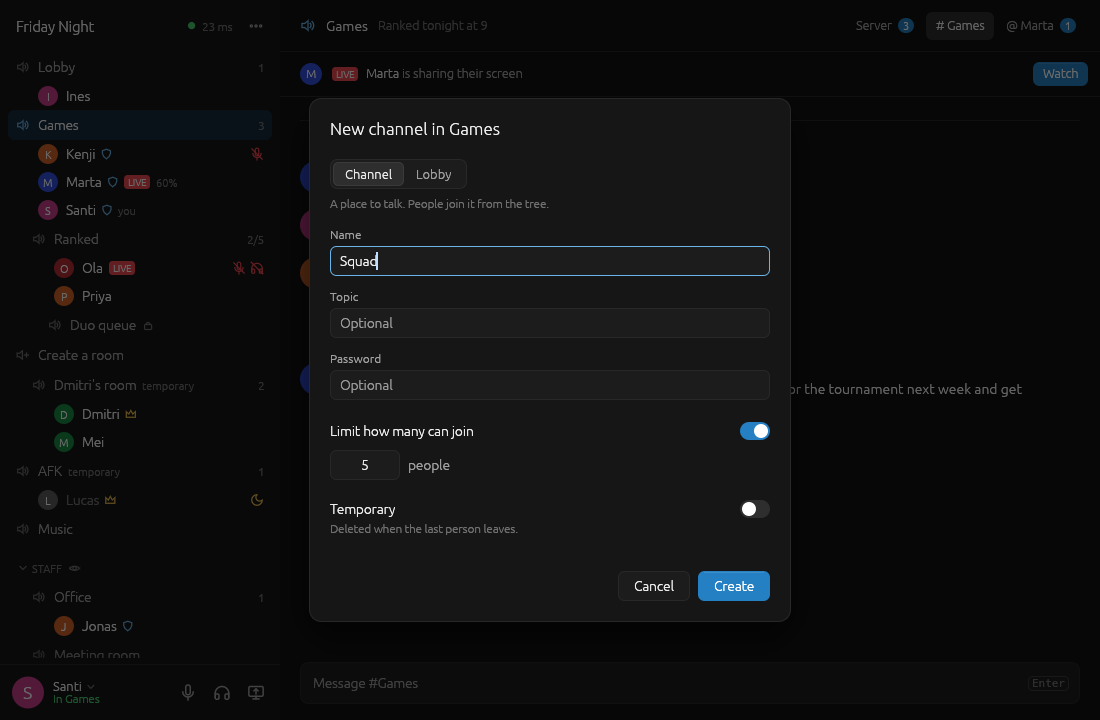 Friday Night
23 ms
Lobby 1
I Ines
Games 3
K Kenji
M Marta LIVE 60%
S Santi you
Ranked 2/5
O Ola LIVE
P Priya
Duo queue
Create a room
Dmitri's room temporary 2
D Dmitri
M Mei
AFK temporary 1
L Lucas
Music
STAFF
Office 1
J Jonas
Meeting room
S Santi
In Games
Games Ranked tonight at 9
Server 3 # Games @ Marta 1
M LIVE Marta is sharing their screen Watch
New channel in Games
Channel Lobby
A place to talk. People join it from the tree.
Name
Squad
Topic
Optional
Password
Optional
Limit how many can join
5 people
Temporary
Deleted when the last person leaves.
Cancel Create
or the tournament next week and get
Message #Games Enter